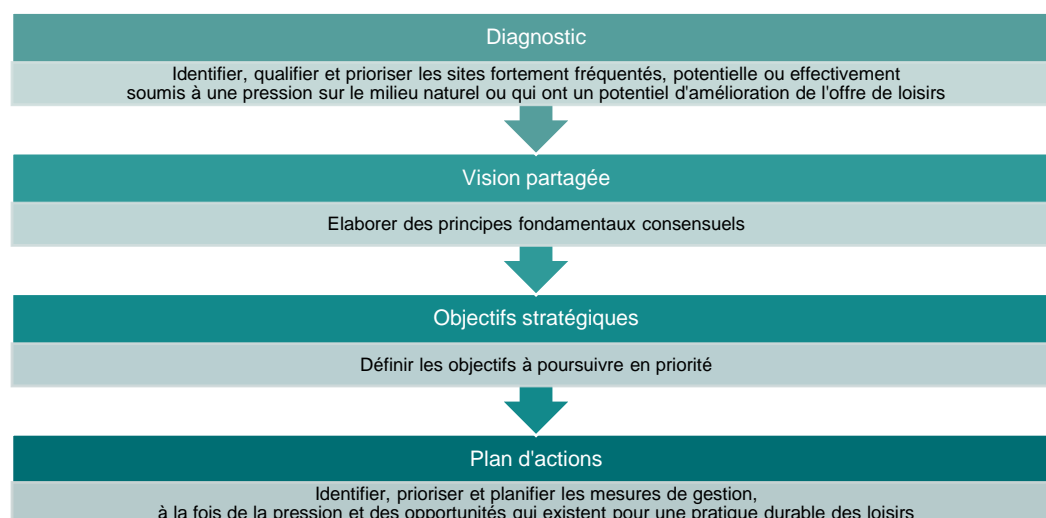 Diagnostic
Identifier, qualifier et prioriser les sites fortement fréquentés, potentielle ou effectivement
soumis à une pression sur le milieu naturel ou qui ont un potentiel d'amélioration de l'offre de loisirs
Vision partagée
Elaborer des principes fondamentaux consensuels
Objectifs stratégiques
Définir les objectifs à poursuivre en priorité
Plan d'actions
Identifier, prioriser et planifier les mesures de gestion,
à la fois de la pression et des opportunités qui existent pour une pratique durable des loisirs